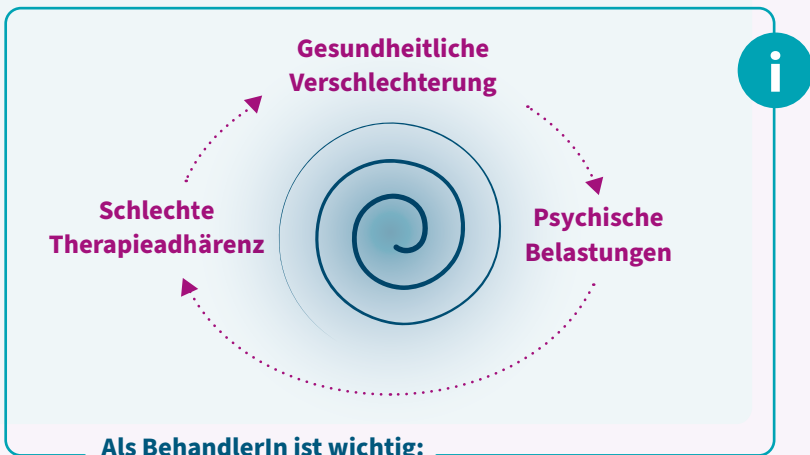 Gesundheitliche
Verschlechterung
i
Schlechte
Therapieadhärenz
Psychische
Belastungen
Als BehandlerIn ist wichtig: